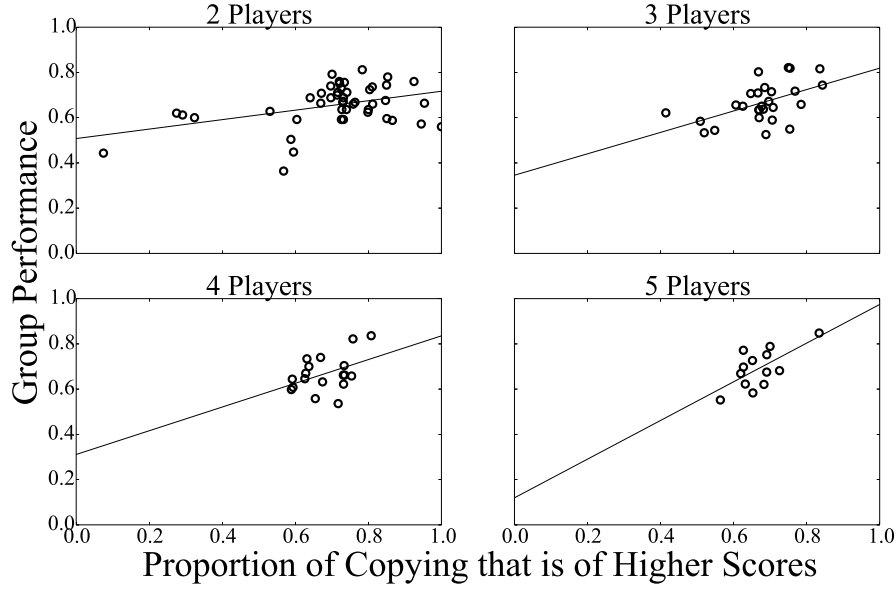 2 Players
3 Players
1.0
0.8
0.6
0.4
0.2
0.0
4 Players
5 Players
1.0
0.8
0.6
0.4
0.2
0.0
0.0 0.2 0.4 0.6 0.8 1.0
0.0 0.2 0.4 0.6 0.8 1.0
Group Performance
Proportion of Copying that is of Higher Scores